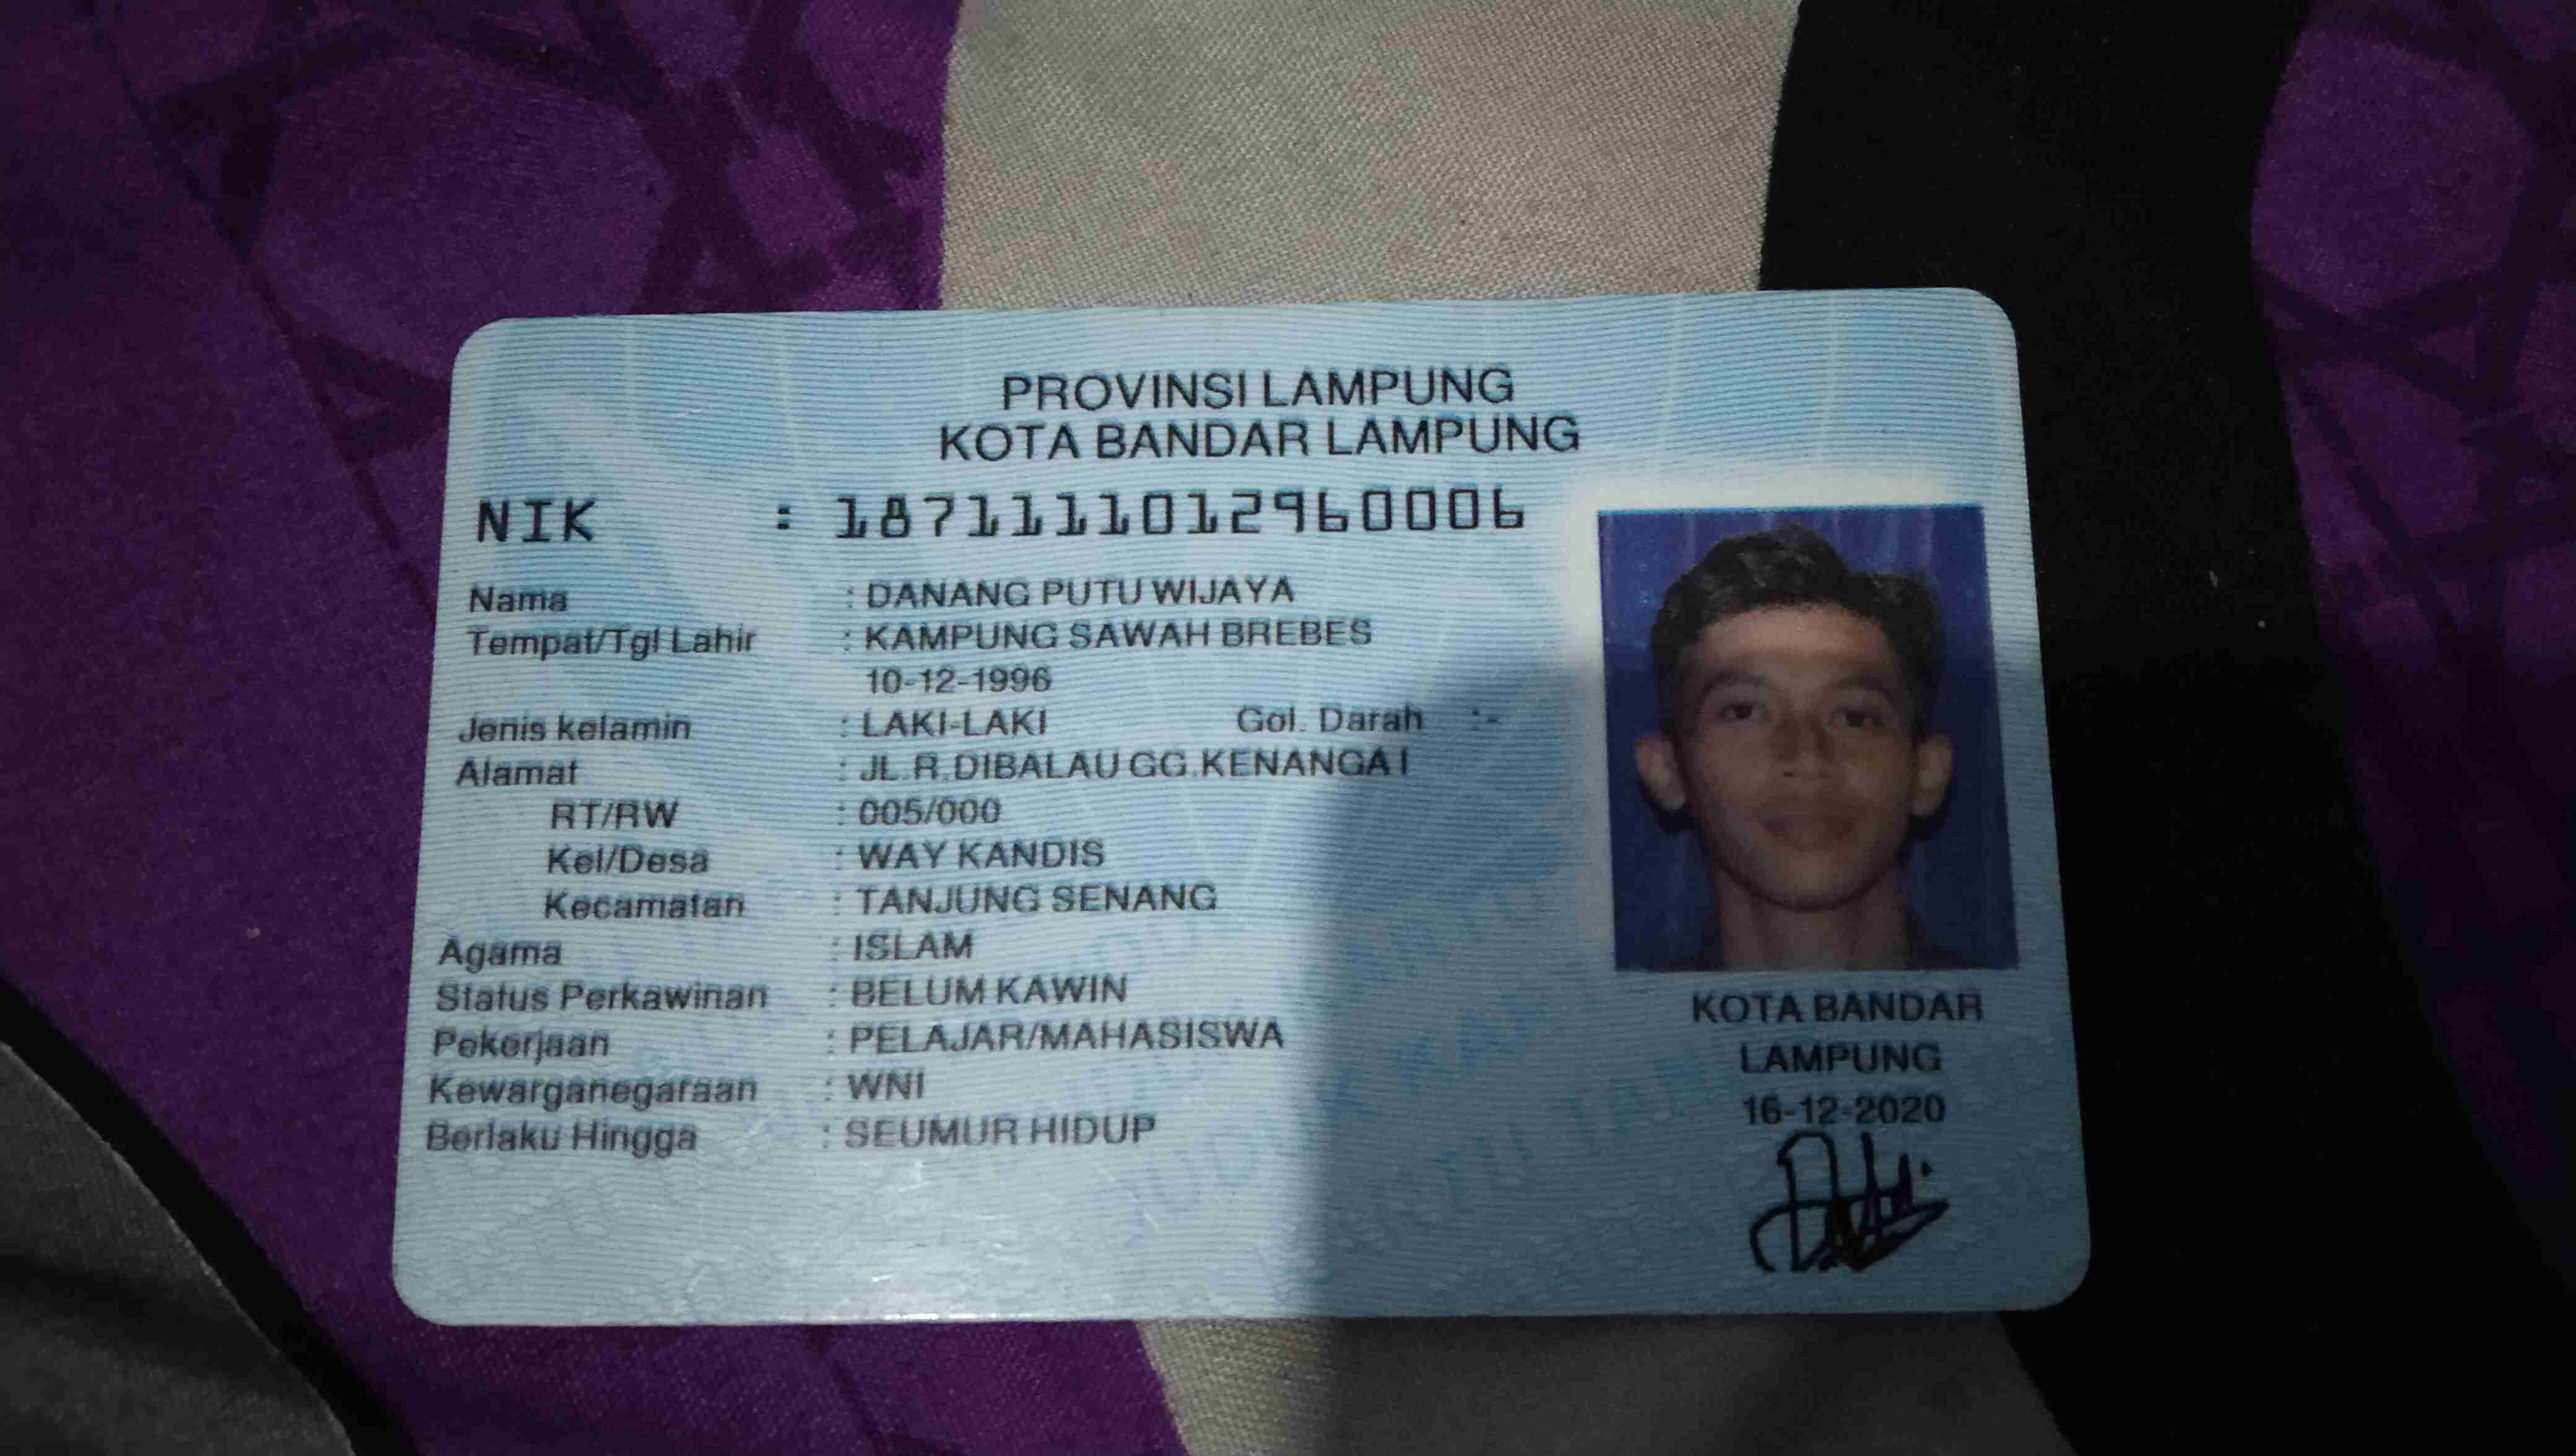 PROVINSI LAMPUNG
KOTA BANDAR LAMPUNG
NIK : 1871111012960006
Nama : DANANG PUTU WIJAYA
Tempat/Tgl Lahir : KAMPUNG SAWAH BREBES
10-12-1996
Jenis kelamin : LAKI-LAKI Gol. Darah :-
Alamat : JL.R.DIBALAU GG.KENANGA I
RT/RW : 005/000
Kel/Desa : WAY KANDIS
Kecamatan : TANJUNG SENANG
Agama : ISLAM
Status Perkawinan : BELUM KAWIN
Pekerjaan : PELAJAR/MAHASISWA
Kewarganegaraan : WNI
Berlaku Hingga : SEUMUR HIDUP
KOTA BANDAR
LAMPUNG
16-12-2020